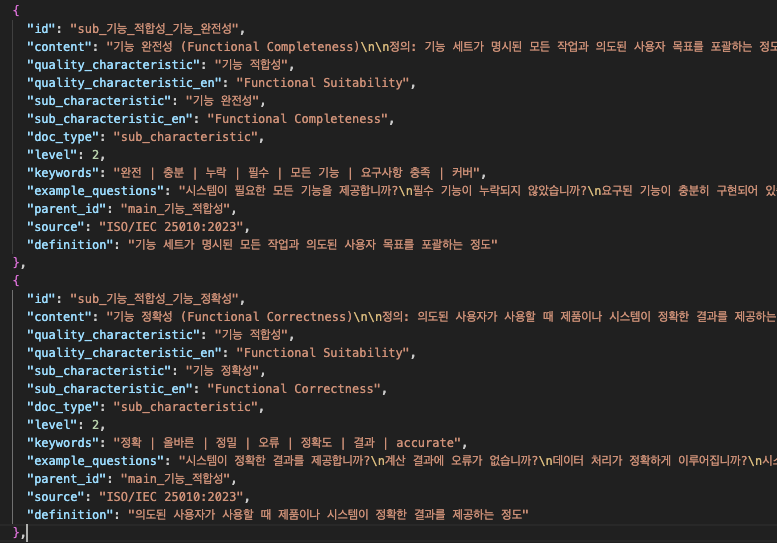 {
"id": "sub_기능_적합성_기능_완전성",
"content": "기능 완전성 (Functional Completeness)\n\n정의: 기능 세트가 명시된 모든 작업과 의도된 사용자 목표를 포괄하는 정도
"quality_characteristic": "기능 적합성",
"quality_characteristic_en": "Functional Suitability",
"sub_characteristic": "기능 완전성",
"sub_characteristic_en": "Functional Completeness",
"doc_type": "sub_characteristic",
"level": 2,
"keywords": "완전 | 충분 | 누락 | 필수 | 모든 기능 | 요구사항 충족 | 커버",
"example_questions": "시스템이 필요한 모든 기능을 제공합니까?\n필수 기능이 누락되지 않았습니까?\n요구된 기능이 충분히 구현되어
"parent_id": "main_기능_적합성",
"source": "ISO/IEC 25010:2023",
"definition": "기능 세트가 명시된 모든 작업과 의도된 사용자 목표를 포괄하는 정도"
},
{
"id": "sub_기능_적합성_기능_정확성",
"content": "기능 정확성 (Functional Correctness)\n\n정의: 의도된 사용자가 사용할 때 제품이나 시스템이 정확한 결과를 제공하는
"quality_characteristic": "기능 적합성",
"quality_characteristic_en": "Functional Suitability",
"sub_characteristic": "기능 정확성",
"sub_characteristic_en": "Functional Correctness",
"doc_type": "sub_characteristic",
"level": 2,
"keywords": "정확 | 올바른 | 정밀 | 오류 | 정확도 | 결과 | accurate",
"example_questions": "시스템이 정확한 결과를 제공합니까?\n계산 결과에 오류가 없습니까?\n데이터 처리가 정확하게 이루어집니까?\n
"parent_id": "main_기능_적합성",
"source": "ISO/IEC 25010:2023",
"definition": "의도된 사용자가 사용할 때 제품이나 시스템이 정확한 결과를 제공하는 정도"
},